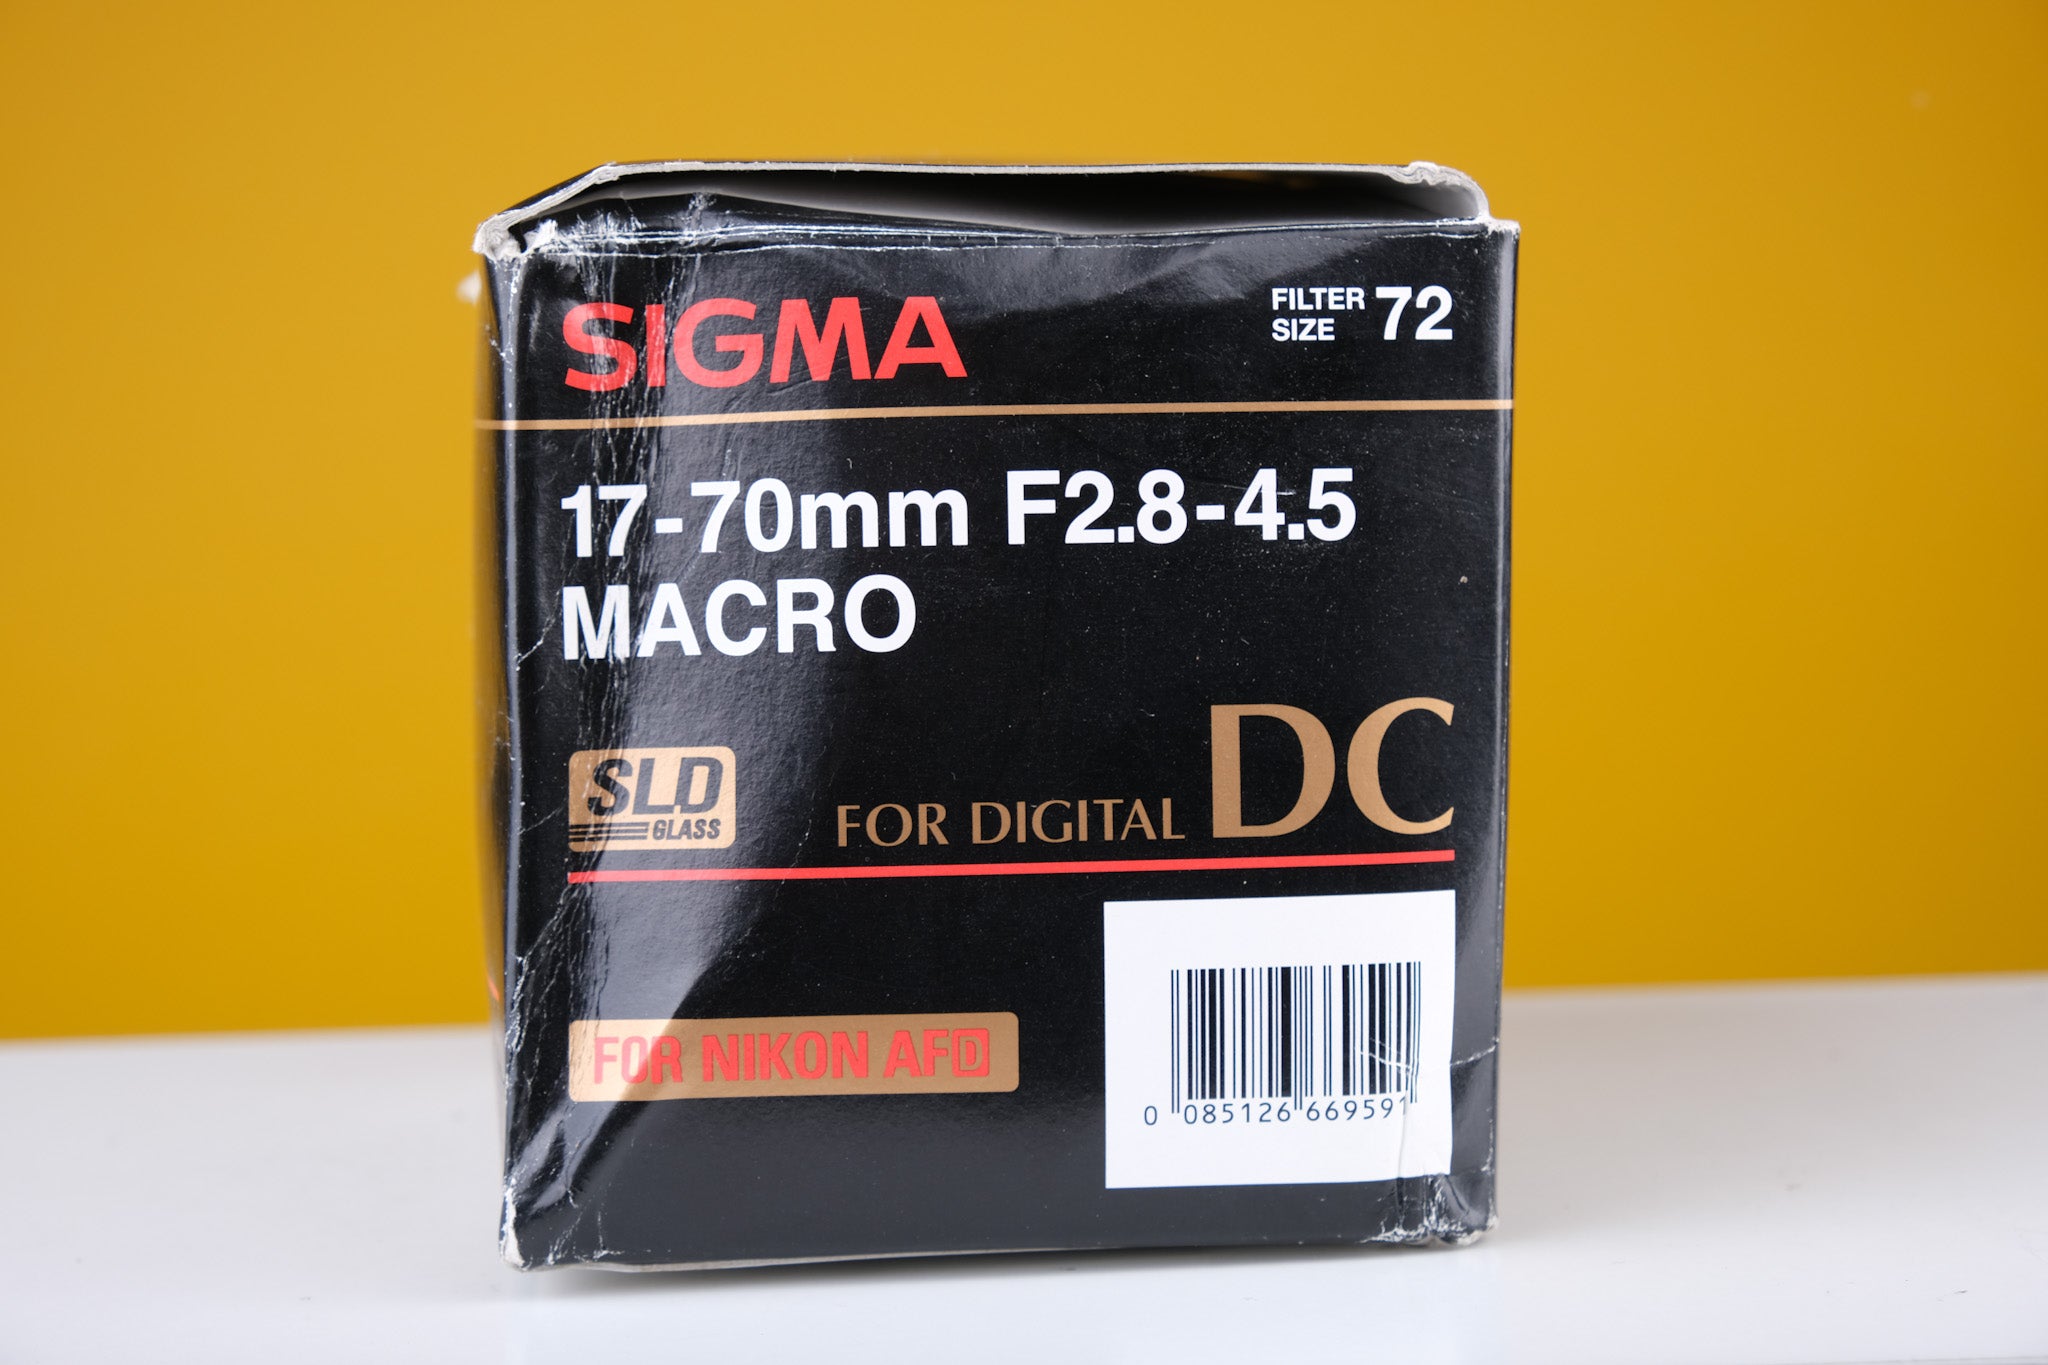 SIGMA
FILTER SIZE 72
17-70mm F2.8-4.5
MACRO
SLD GLASS
FOR DIGITAL DC
FOR NIKON AFD
0 085126 669591